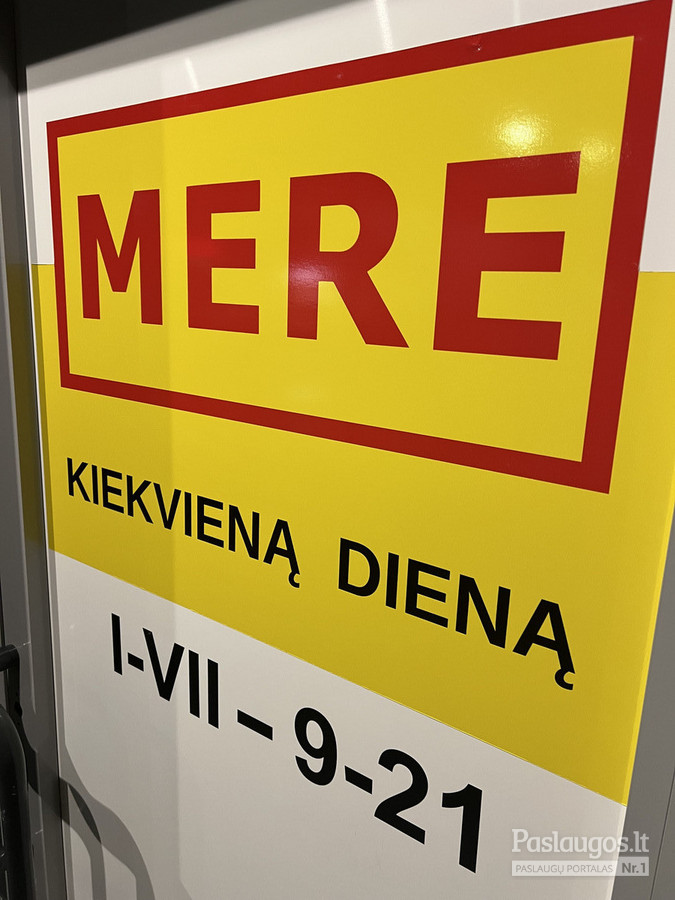 MERE
KIEKVIENĄ DIENĄ
I-VII – 9-21
Paslaugos.lt
PASLAUGŲ PORTALAS Nr.1